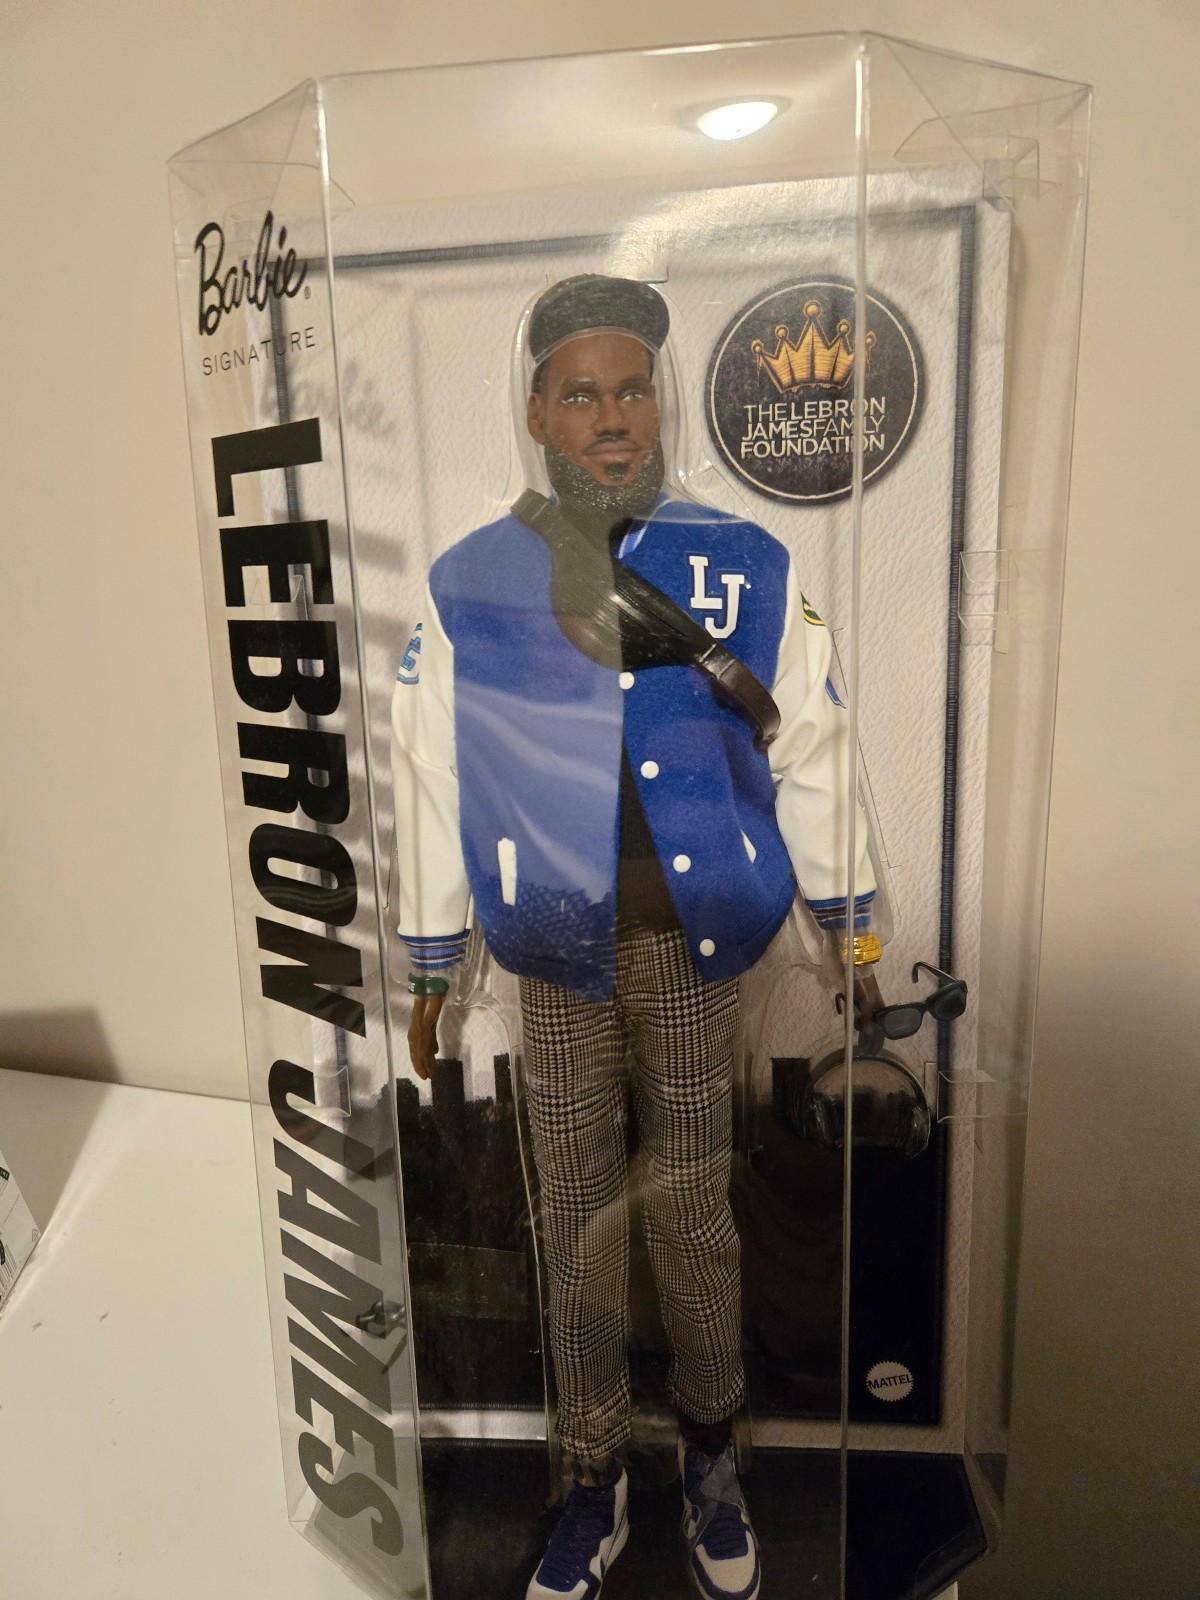 Barbie®
SIGNATURE
LEBRON JAMES
THE LEBRON
JAMES FAMILY
FOUNDATION
LJ
MATTEL